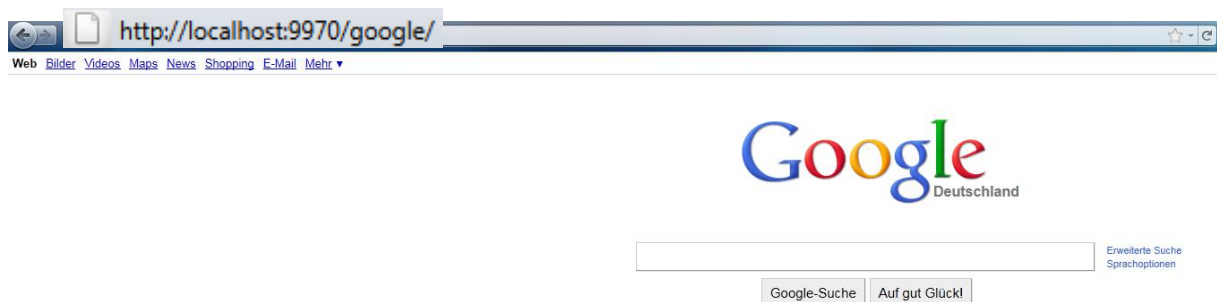 http://localhost:9970/google/
Web Bilder Videos Maps News Shopping E-Mail Mehr ▼
Google
Deutschland
Erweiterte Suche
Sprachoptionen
Google-Suche Auf gut Glück!